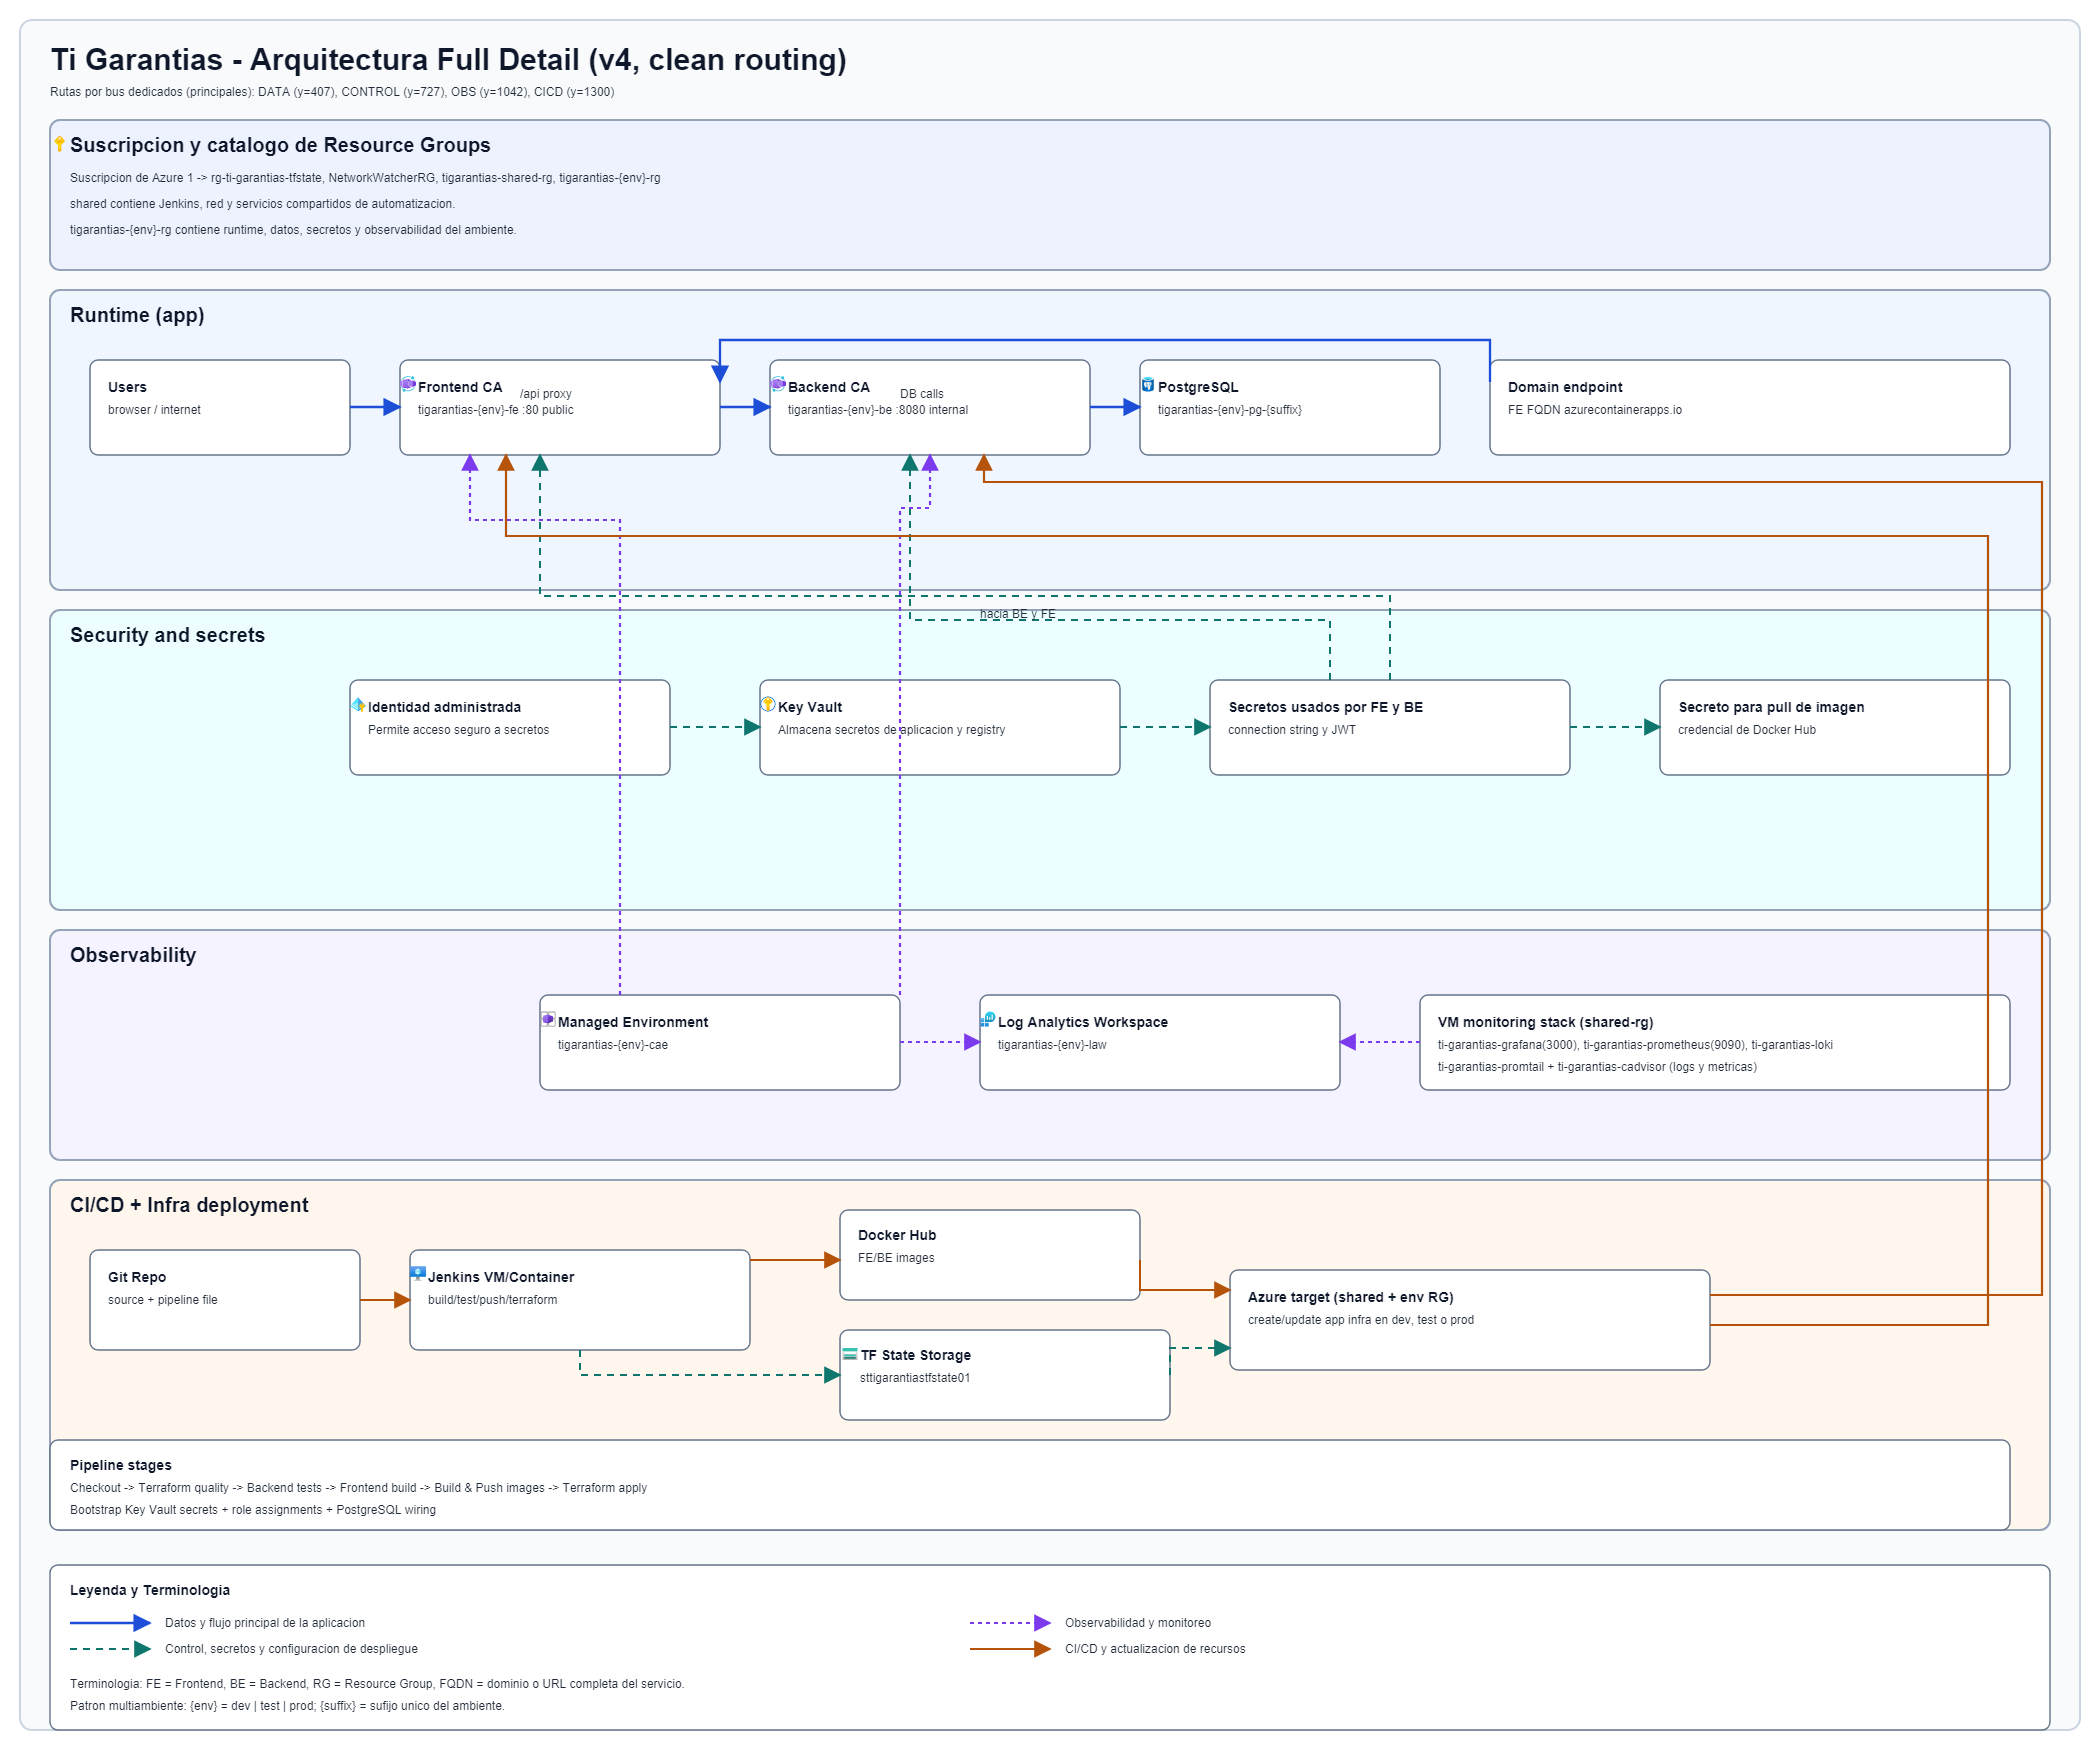 Ti Garantias - Arquitectura Full Detail (v4, clean routing)
Rutas por bus dedicados (principales): DATA (y=407), CONTROL (y=727), OBS (y=1042), CICD (y=1300)
Suscripcion y catalogo de Resource Groups
Suscripcion de Azure 1 -> rg-ti-garantias-tfstate, NetworkWatcherRG, tigarantias-shared-rg, tigarantias-{env}-rg
shared contiene Jenkins, red y servicios compartidos de automatizacion.
tigarantias-{env}-rg contiene runtime, datos, secretos y observabilidad del ambiente.
Runtime (app)
Users
browser / internet
Frontend CA
/api proxy
tigarantias-{env}-fe :80 public
Backend CA
DB calls
tigarantias-{env}-be :8080 internal
PostgreSQL
tigarantias-{env}-pg-{suffix}
Domain endpoint
FE FQDN azurecontainerapps.io
hacia BE y FE
Security and secrets
Identidad administrada
Permite acceso seguro a secretos
Key Vault
Almacena secretos de aplicacion y registry
Secretos usados por FE y BE
connection string y JWT
Secreto para pull de imagen
credencial de Docker Hub
Observability
Managed Environment
tigarantias-{env}-cae
Log Analytics Workspace
tigarantias-{env}-law
VM monitoring stack (shared-rg)
ti-garantias-grafana(3000), ti-garantias-prometheus(9090), ti-garantias-loki
ti-garantias-promtail + ti-garantias-cadvisor (logs y metricas)
CI/CD + Infra deployment
Git Repo
source + pipeline file
Jenkins VM/Container
build/test/push/terraform
Docker Hub
FE/BE images
TF State Storage
sttigarantiastfstate01
Azure target (shared + env RG)
create/update app infra en dev, test o prod
Pipeline stages
Checkout -> Terraform quality -> Backend tests -> Frontend build -> Build & Push images -> Terraform apply
Bootstrap Key Vault secrets + role assignments + PostgreSQL wiring
Leyenda y Terminologia
Datos y flujo principal de la aplicacion
Observabilidad y monitoreo
Control, secretos y configuracion de despliegue
CI/CD y actualizacion de recursos
Terminologia: FE = Frontend, BE = Backend, RG = Resource Group, FQDN = dominio o URL completa del servicio.
Patron multiambiente: {env} = dev | test | prod; {suffix} = sufijo unico del ambiente.